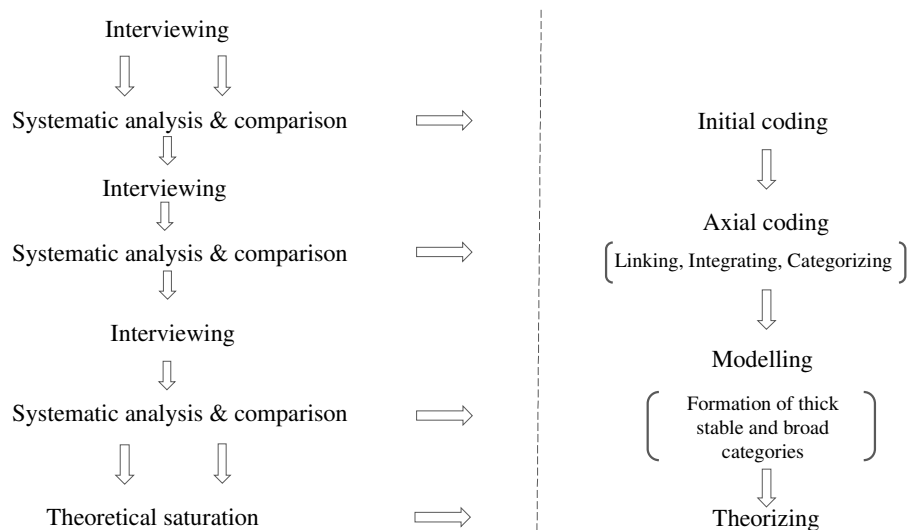 Interviewing
Systematic analysis & comparison
Interviewing
Systematic analysis & comparison
Interviewing
Systematic analysis & comparison
Theoretical saturation
Initial coding
Axial coding
Linking, Integrating, Categorizing
Modelling
Formation of thick
stable and broad
categories
Theorizing